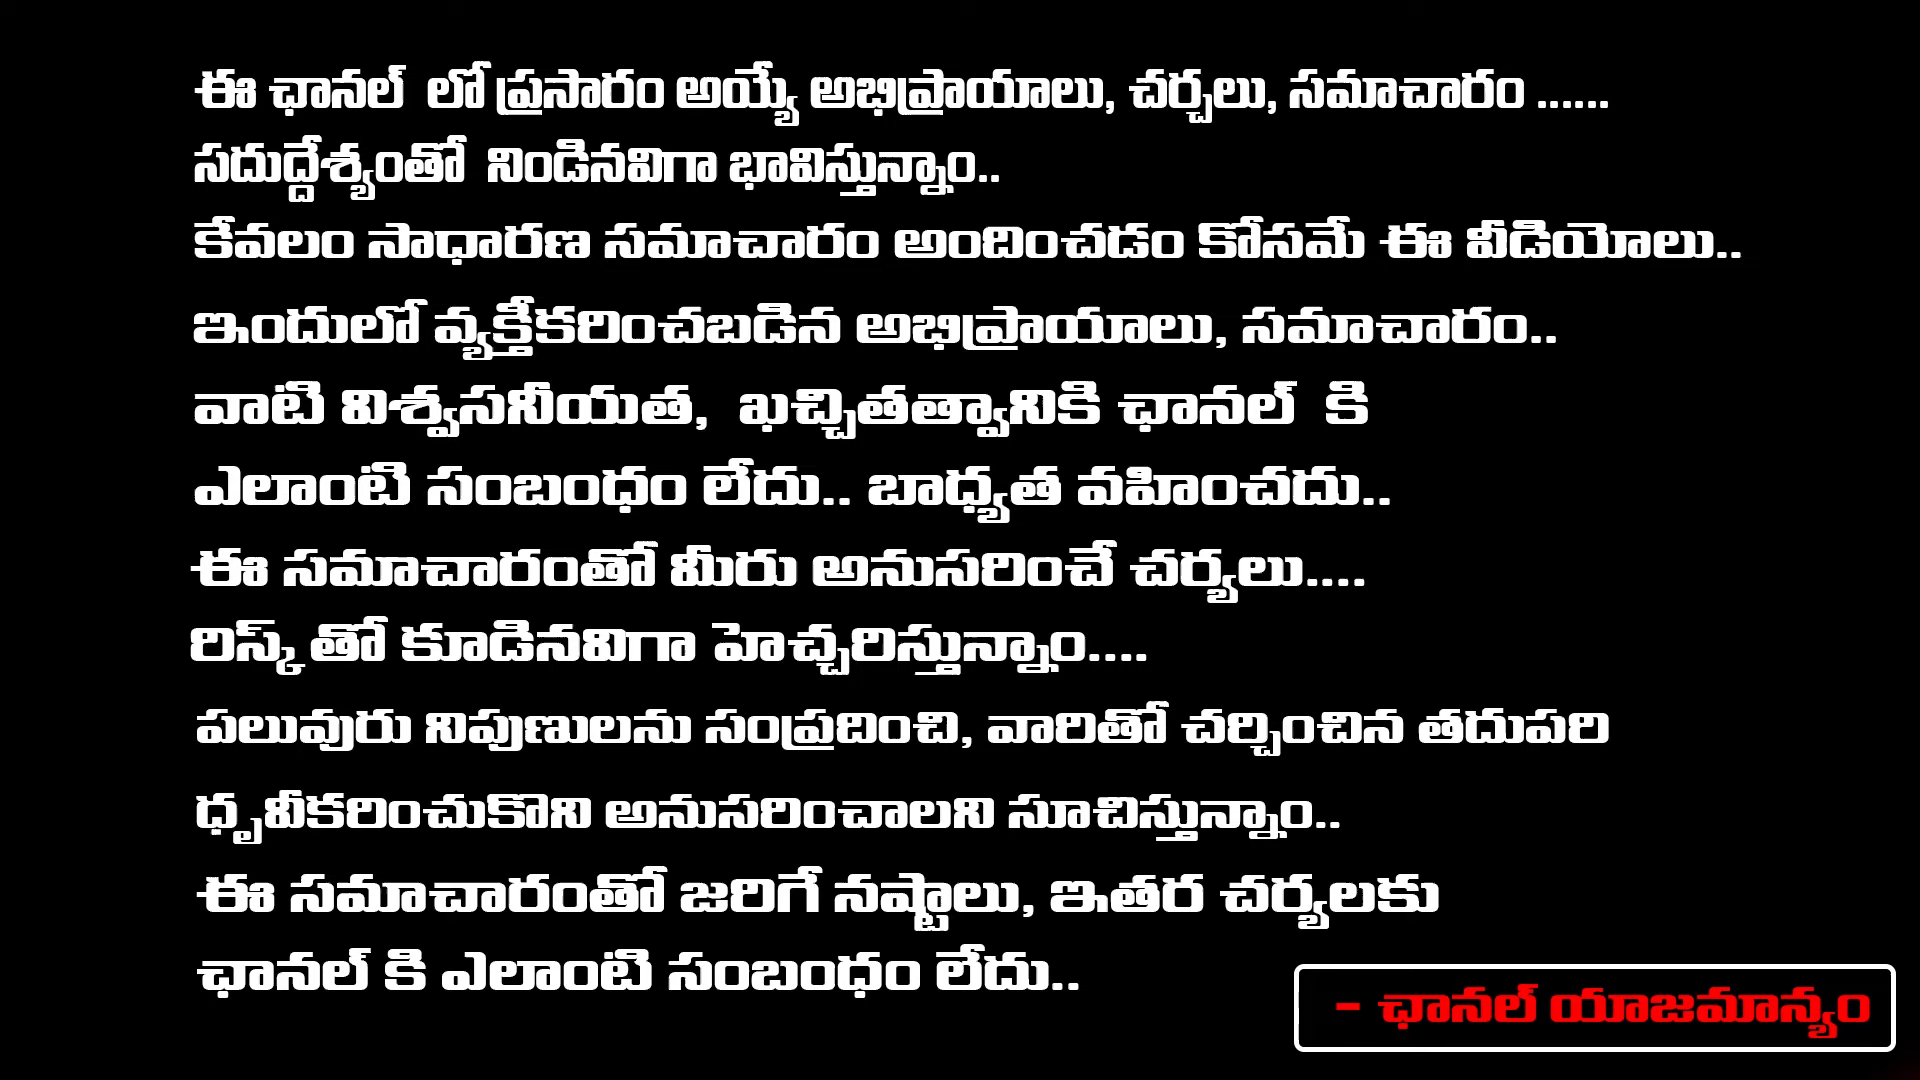 ఈ ఛానల్ లో ప్రసారం అయ్యే అభిప్రాయాలు, చర్చలు, సమాచారం ......
సదుద్దేశ్యంతో నిండినవిగా భావిస్తున్నాం..
కేవలం సాధారణ సమాచారం అందించడం కోసమే ఈ వీడియోలు..
ఇందులో వ్యక్తీకరించబడిన అభిప్రాయాలు, సమాచారం..
వాటి విశ్వసనీయత, ఖచ్చితత్వానికి ఛానల్ కి
ఎలాంటి సంబంధం లేదు.. బాధ్యత వహించదు..
ఈ సమాచారంతో మీరు అనుసరించే చర్యలు....
రిస్క్ తో కూడినవిగా హెచ్చరిస్తున్నాం....
పలువురు నిపుణులను సంప్రదించి, వారితో చర్చించిన తదుపరి
ధృవీకరించుకొని అనుసరించాలని సూచిస్తున్నాం..
ఈ సమాచారంతో జరిగే నష్టాలు, ఇతర చర్యలకు
ఛానల్ కి ఎలాంటి సంబంధం లేదు..
- ఛానల్ యాజమాన్యం